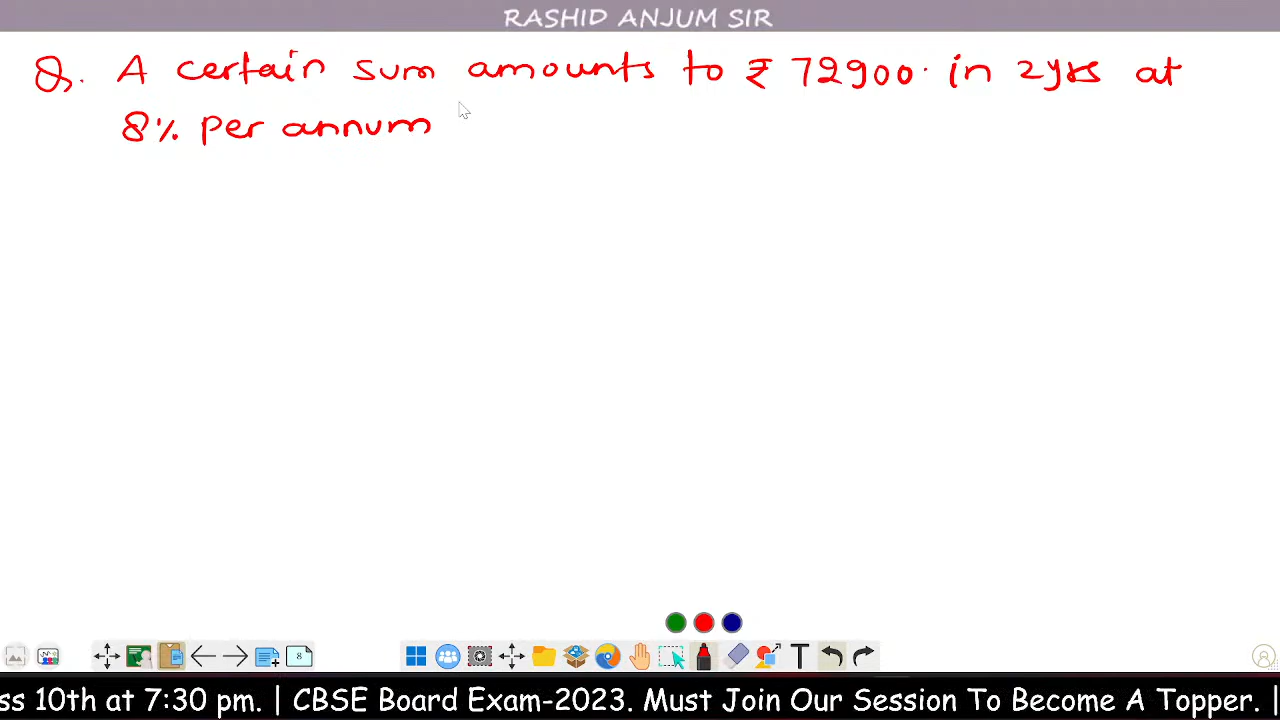 RASHID ANJUM SIR
Q. A certain sum amounts to ₹ 72900. in 2yrs at
8% per annum
8
T
ss 10th at 7:30 pm. | CBSE Board Exam-2023. Must Join Our Session To Become A Topper. |